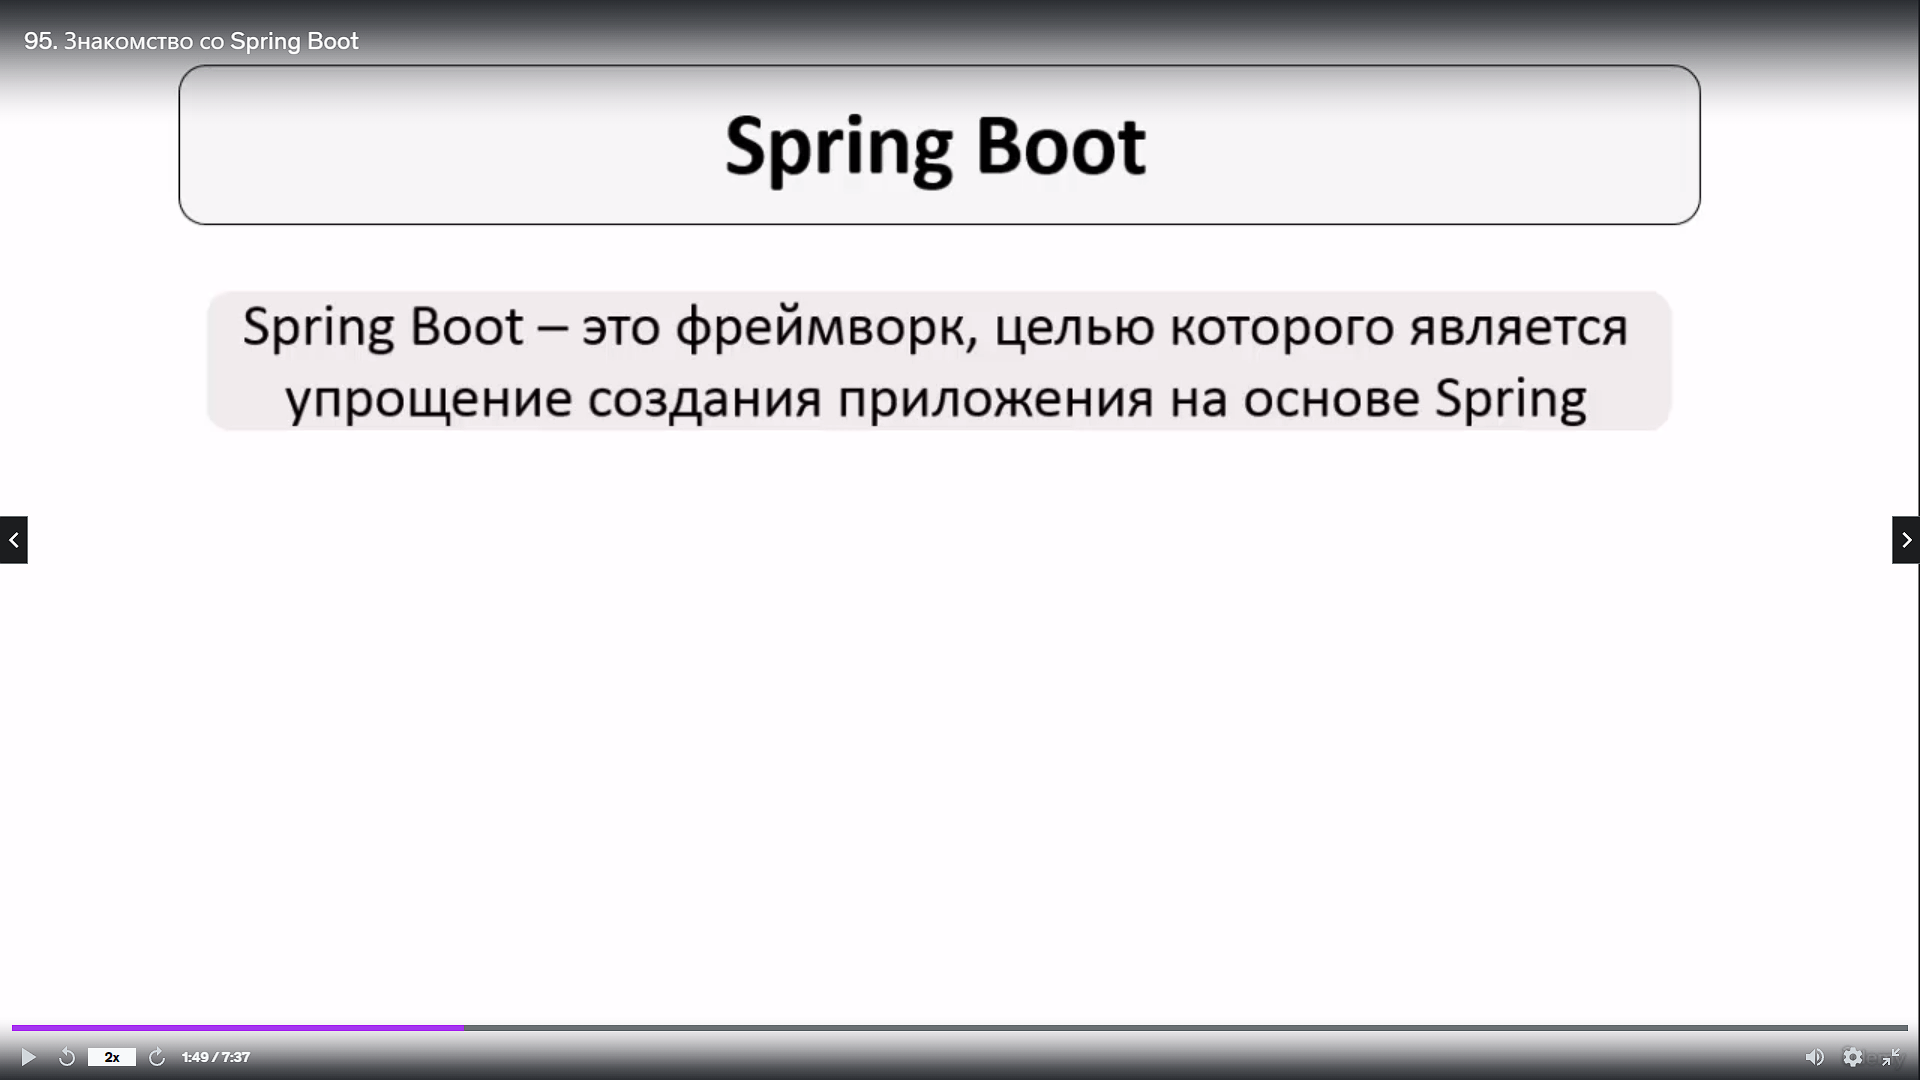 95. Знакомство со Spring Boot
Spring Boot
Spring Boot – это фреймворк, целью которого является
упрощение создания приложения на основе Spring
2x
1:49 / 7:37